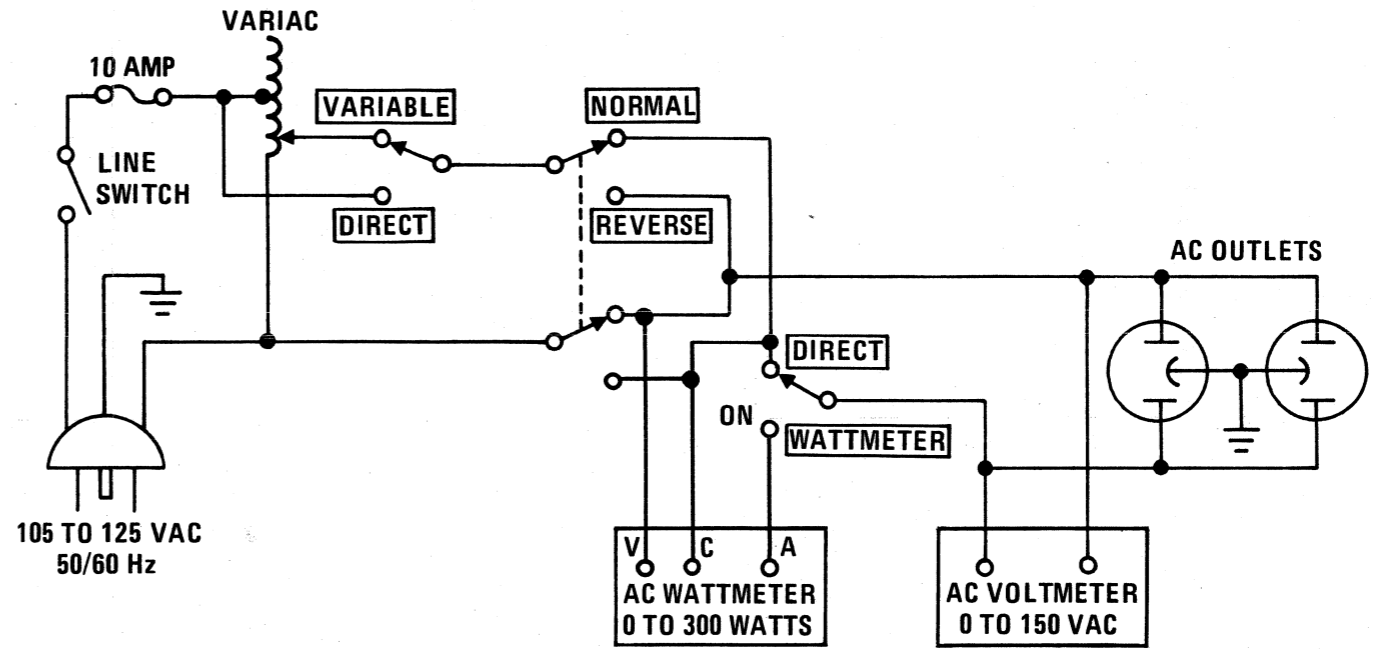 VARIAC
10 AMP
VARIABLE
NORMAL
LINE
SWITCH
DIRECT
REVERSE
AC OUTLETS
DIRECT
ON
WATTMETER
105 TO 125 VAC
50/60 Hz
V C A
AC WATTMETER
0 TO 300 WATTS
AC VOLTMETER
0 TO 150 VAC